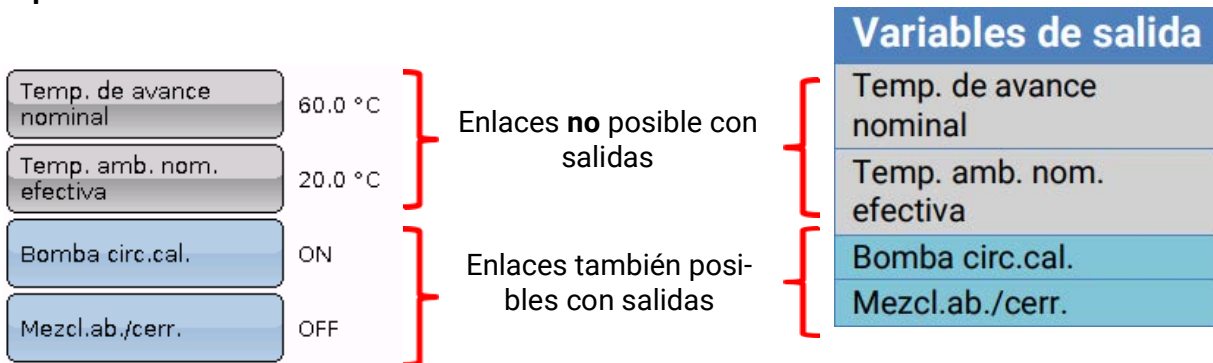 Temp. de avance
nominal
60.0 °C
Temp. amb. nom.
efectiva
20.0 °C
Bomba circ.cal.
ON
Mezcl.ab./cerr.
OFF
Enlaces no posible con
salidas
Enlaces también posi-
bles con salidas
Variables de salida
Temp. de avance
nominal
Temp. amb. nom.
efectiva
Bomba circ.cal.
Mezcl.ab./cerr.